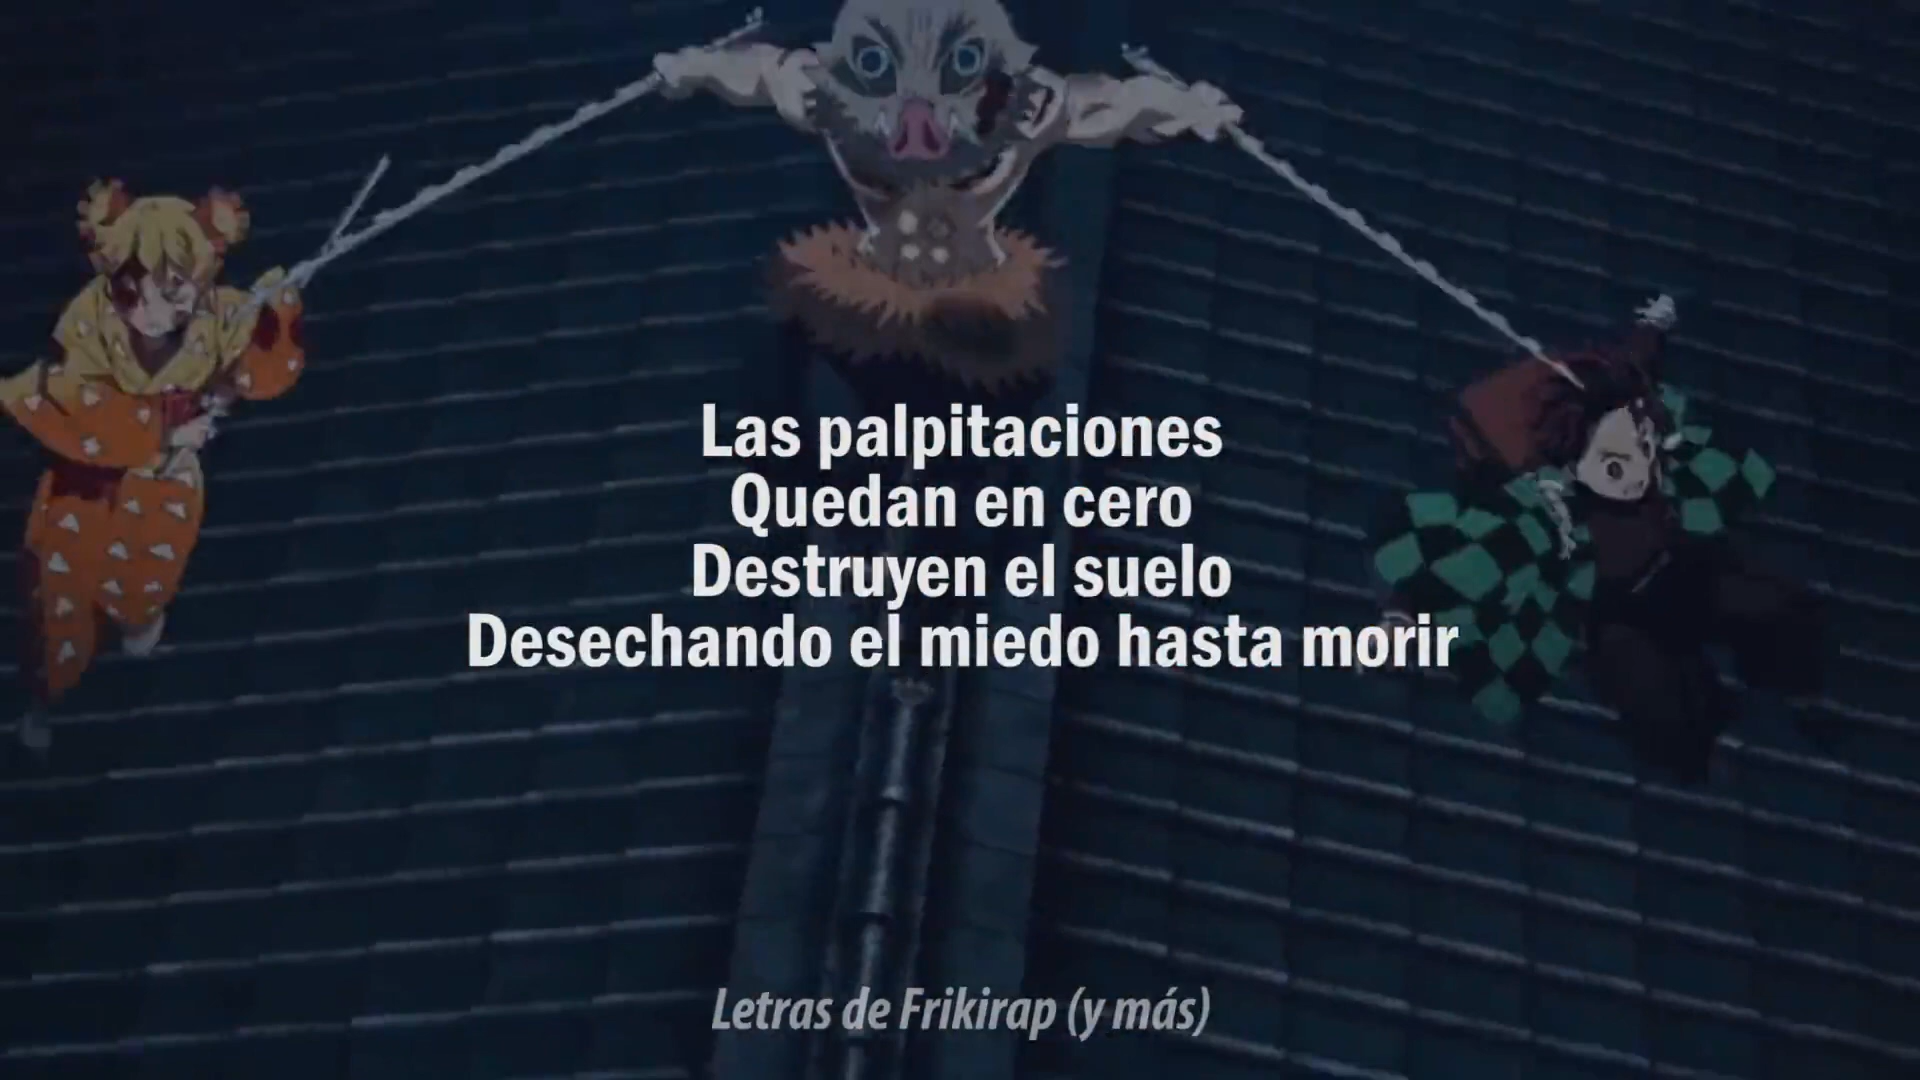 Las palpitaciones
Quedan en cero
Destruyen el suelo
Desechando el miedo hasta morir
Letras de Frikirap (y más)